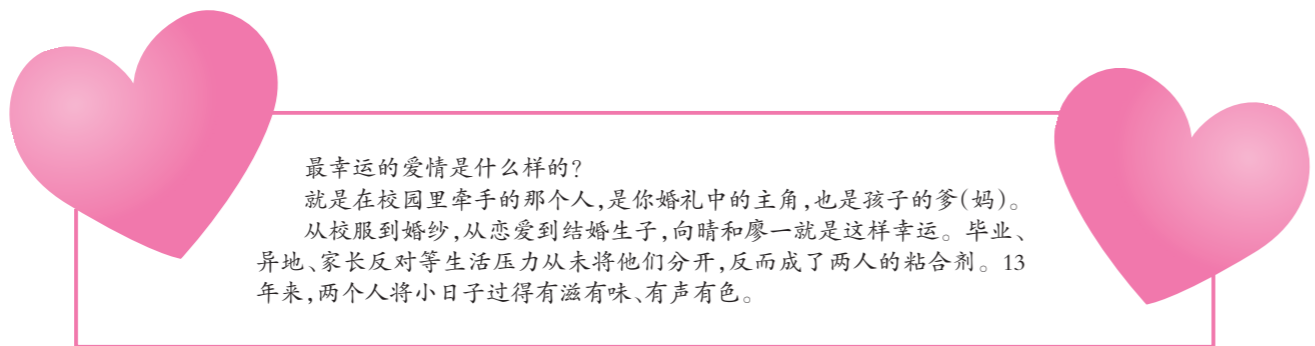 最幸运的爱情是什么样的?
就是在校园里牵手的那个人,是你婚礼中的主角,也是孩子的爹(妈)。
从校服到婚纱,从恋爱到结婚生子,向晴和廖一就是这样幸运。毕业、
异地、家长反对等生活压力从未将他们分开,反而成了两人的粘合剂。13
年来,两个人将小日子过得有滋有味、有声有色。